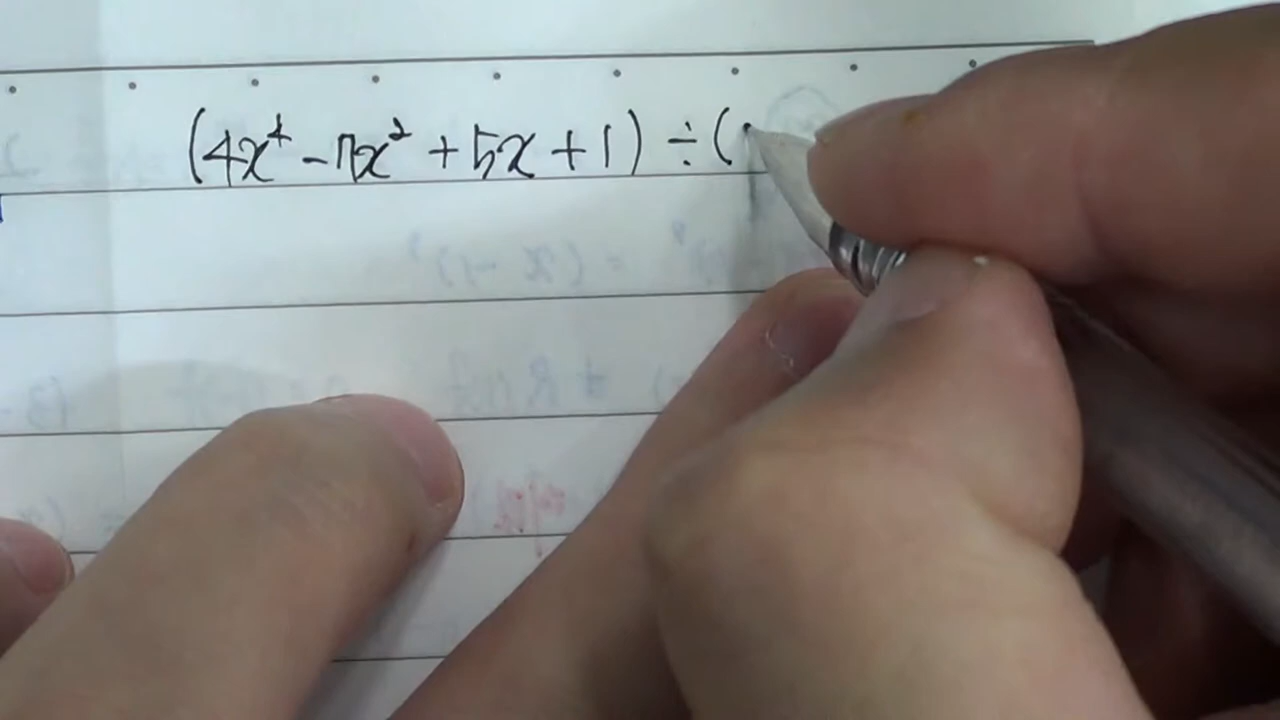 (4x⁴ - 7x² + 5x + 1) ÷ (